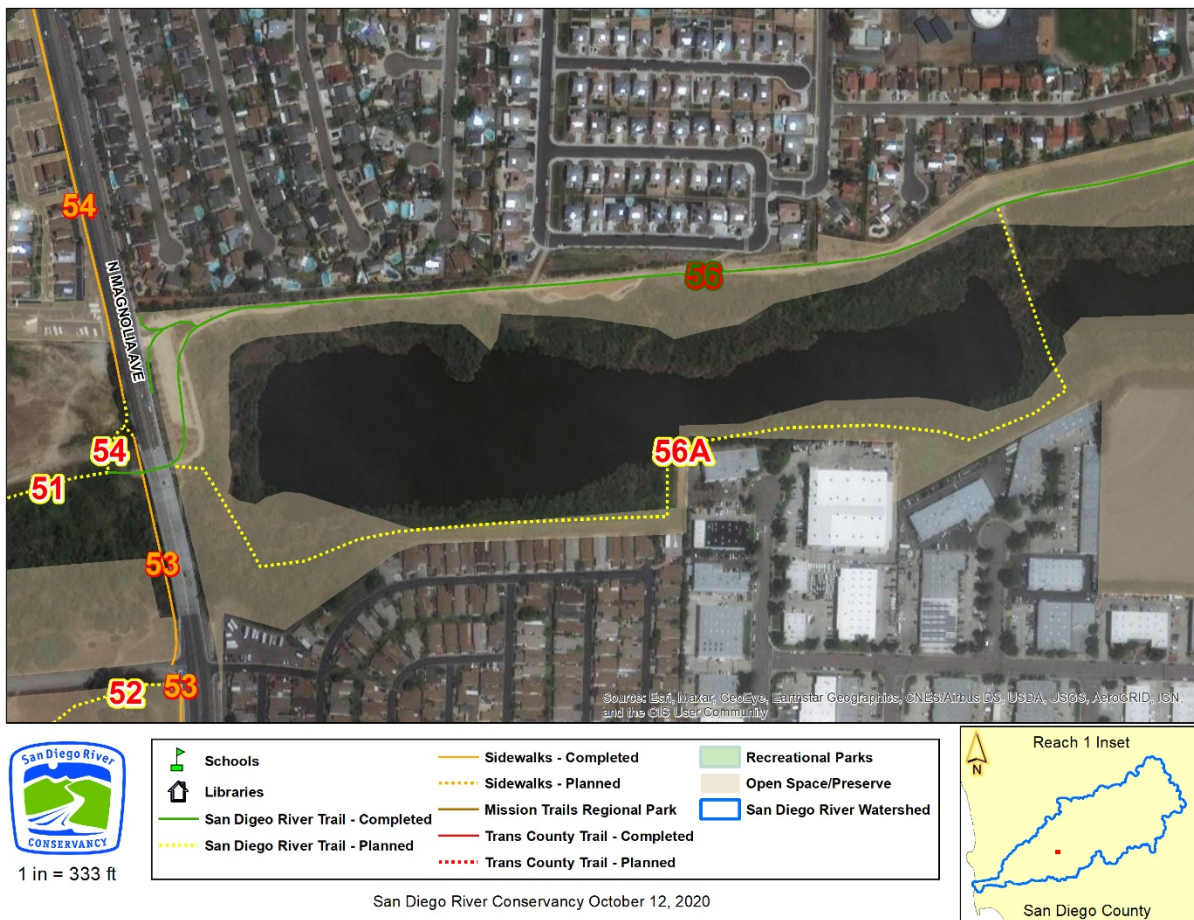 54
N MAGNOLIA AVE
56
54
56A
51
53
52
53
Source: Esri, Maxar, GeoEye, Earthstar Geographics, CNES/Airbus DS, USDA, USGS, AeroGRID, IGN,
and the GIS User Community
San Diego River
CONSERVANCY
1 in = 333 ft
Schools
Libraries
San Digeo River Trail - Completed
San Diego River Trail - Planned
Sidewalks - Completed
Sidewalks - Planned
Mission Trails Regional Park
Trans County Trail - Completed
Trans County Trail - Planned
Recreational Parks
Open Space/Preserve
San Diego River Watershed
Reach 1 Inset
N
San Diego County
San Diego River Conservancy October 12, 2020